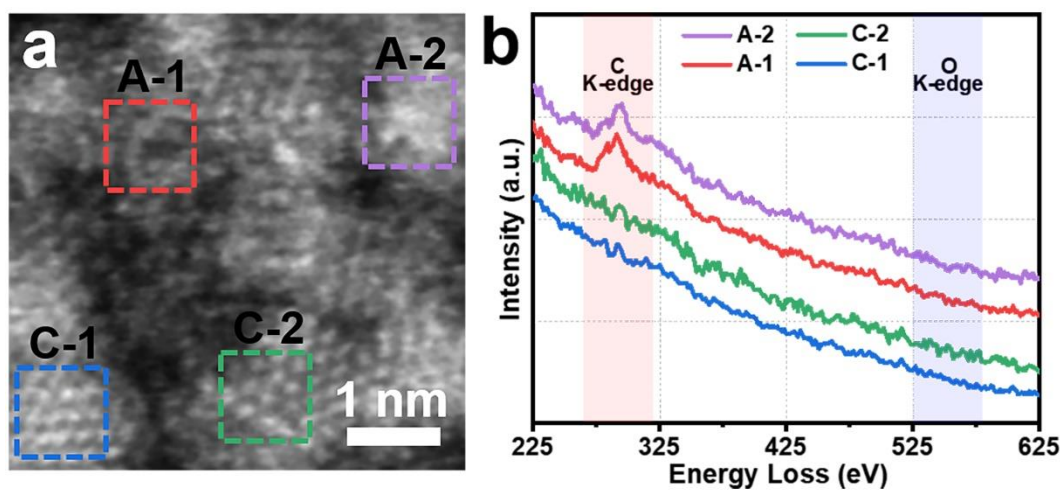 a
A-1
A-2
C-1
C-2
1 nm
b
A-2
C-2
A-1
C-1
C
K-edge
O
K-edge
Intensity (a.u.)
225
325
425
525
625
Energy Loss (eV)